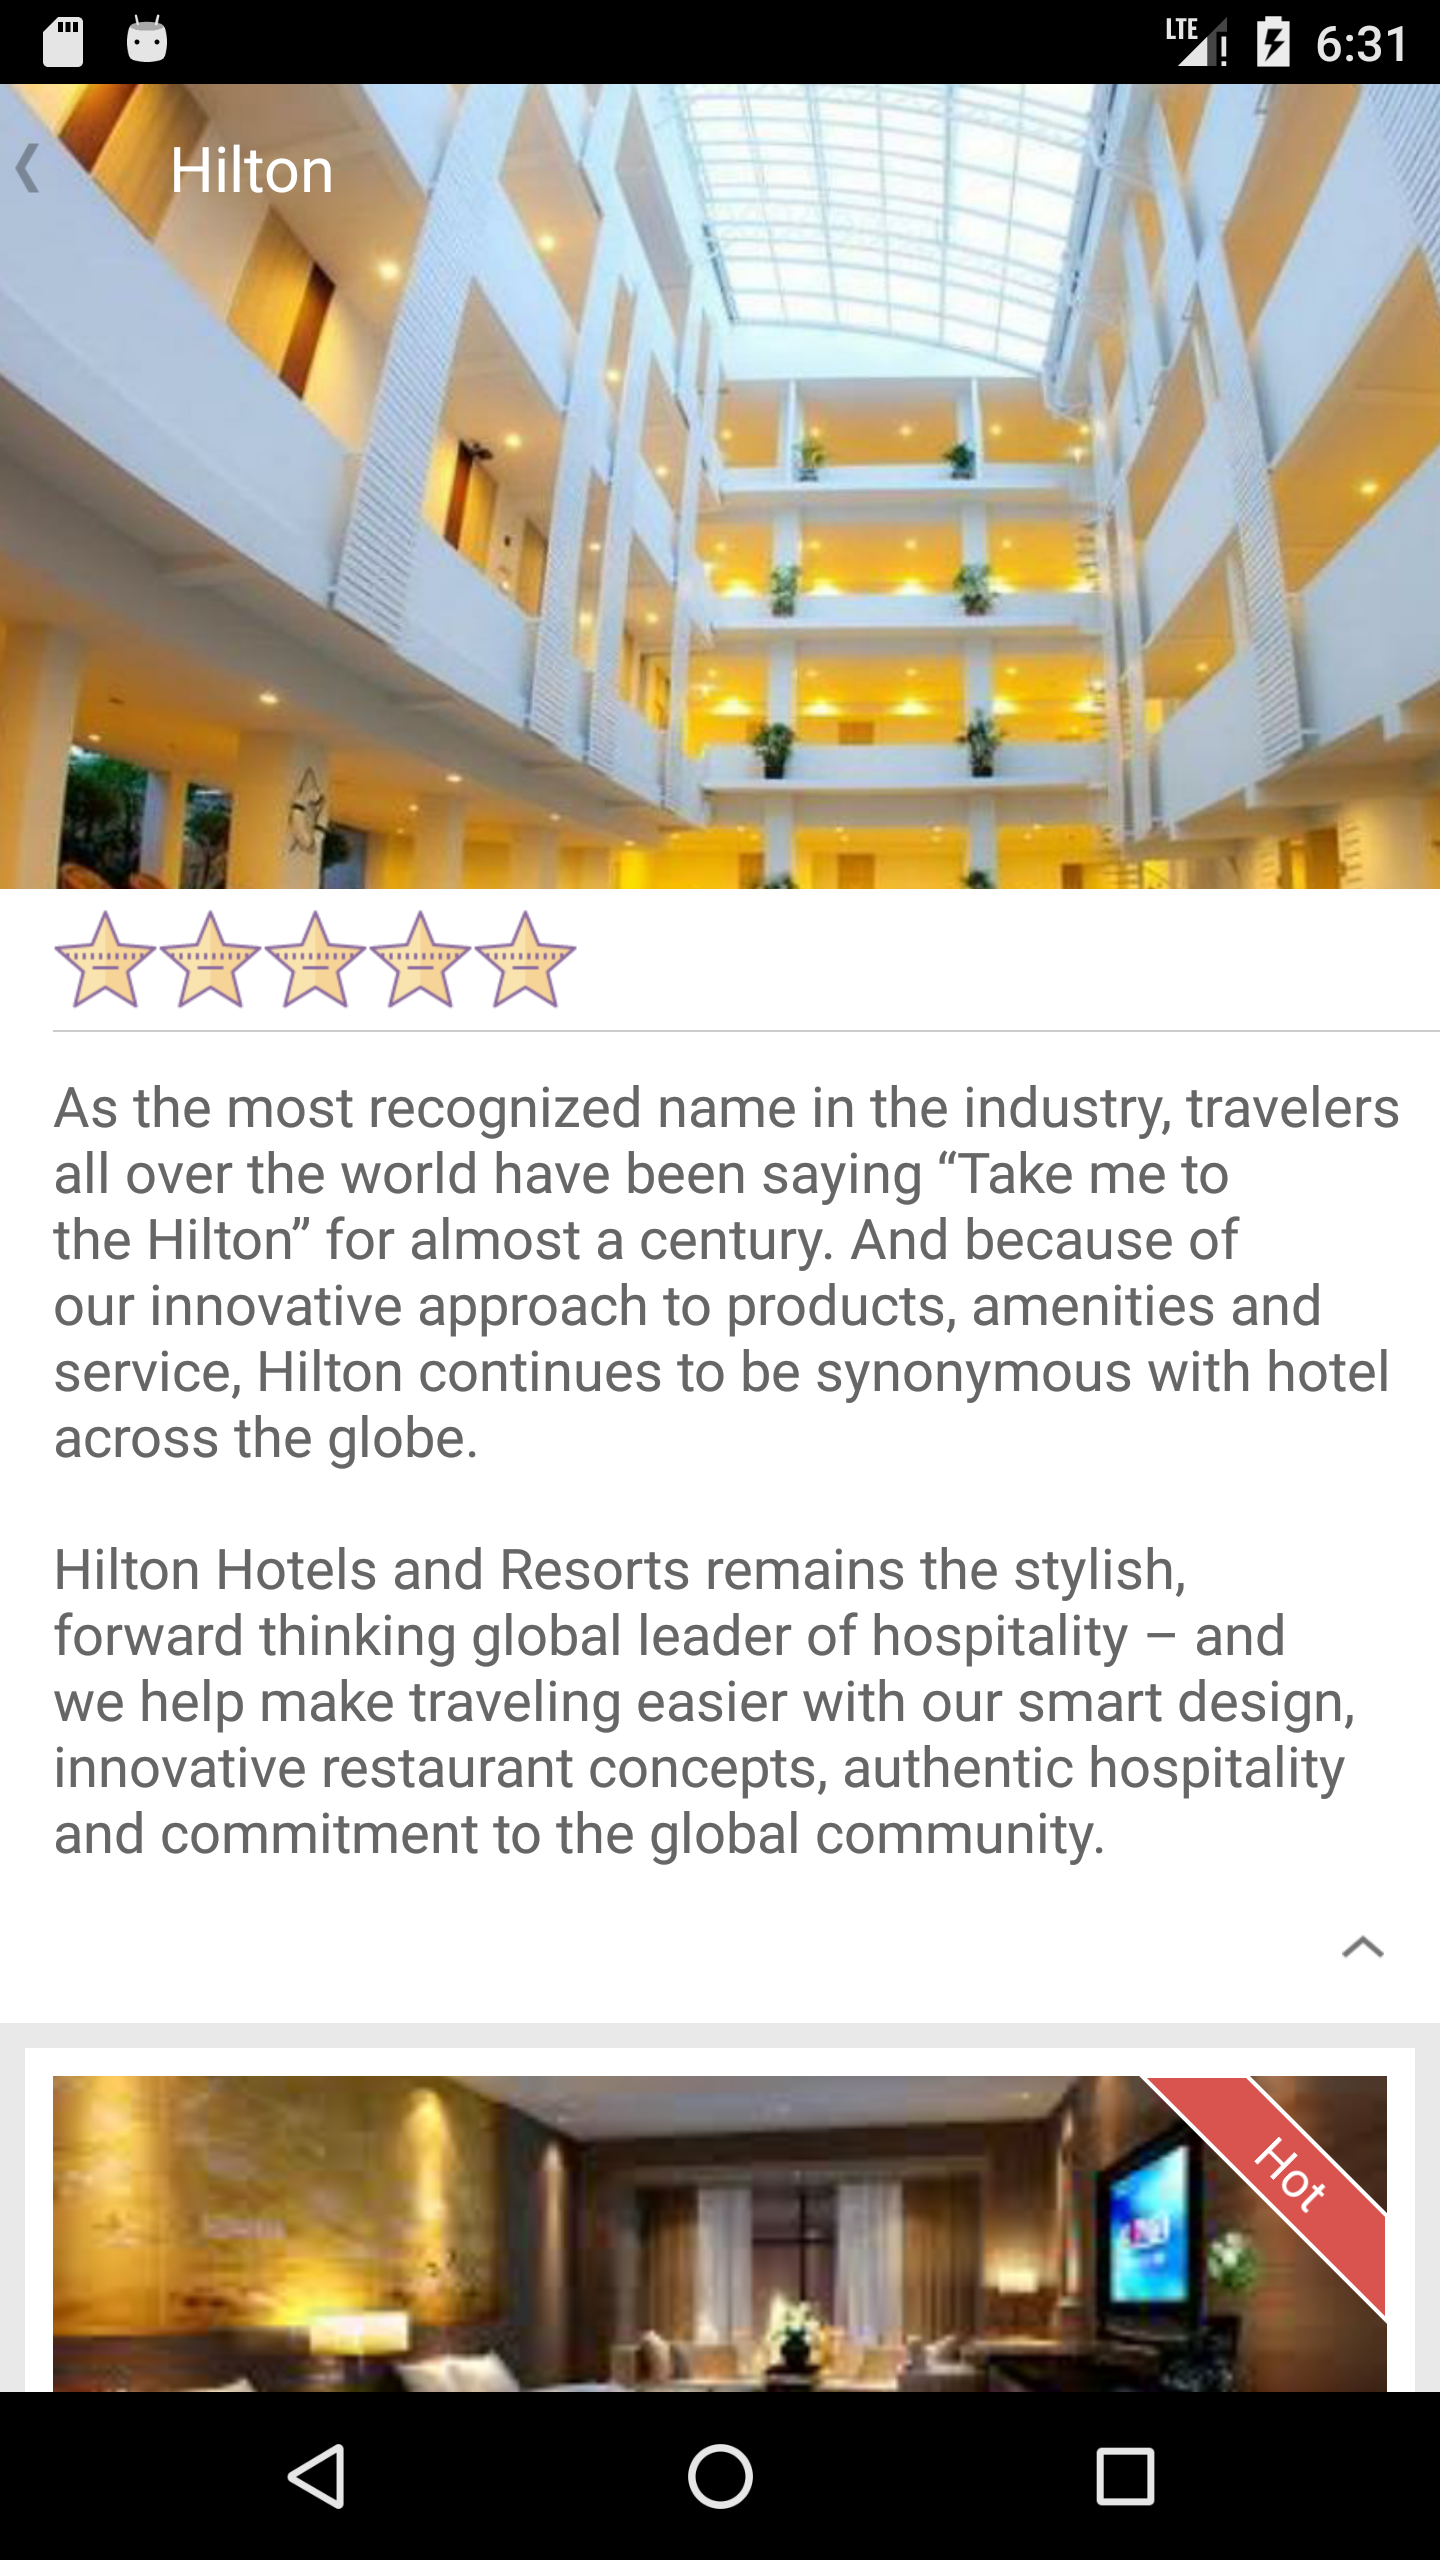 LTE 6:31
Hilton
As the most recognized name in the industry, travelers
all over the world have been saying “Take me to
the Hilton” for almost a century. And because of
our innovative approach to products, amenities and
service, Hilton continues to be synonymous with hotel
across the globe.
Hilton Hotels and Resorts remains the stylish,
forward thinking global leader of hospitality – and
we help make traveling easier with our smart design,
innovative restaurant concepts, authentic hospitality
and commitment to the global community.
Hot